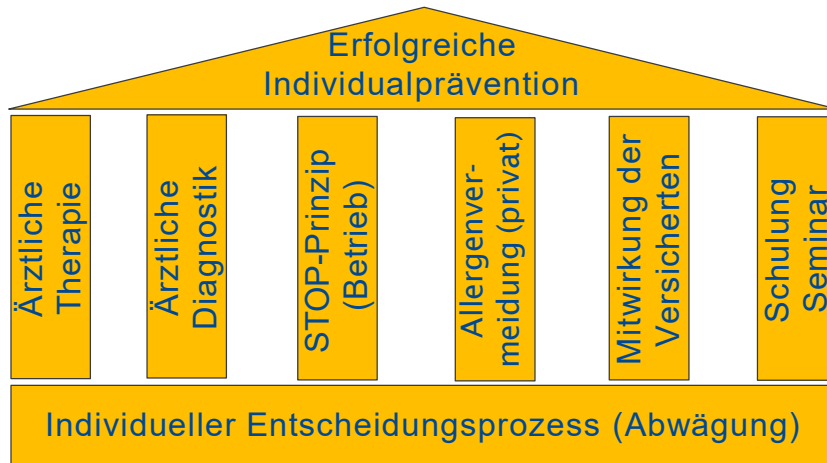 Erfolgreiche
Individualprävention
Ärztliche
Therapie
Ärztliche
Diagnostik
STOP-Prinzip
(Betrieb)
Allergenver-
meidung (privat)
Mitwirkung der
Versicherten
Schulung
Seminar
Individueller Entscheidungsprozess (Abwägung)